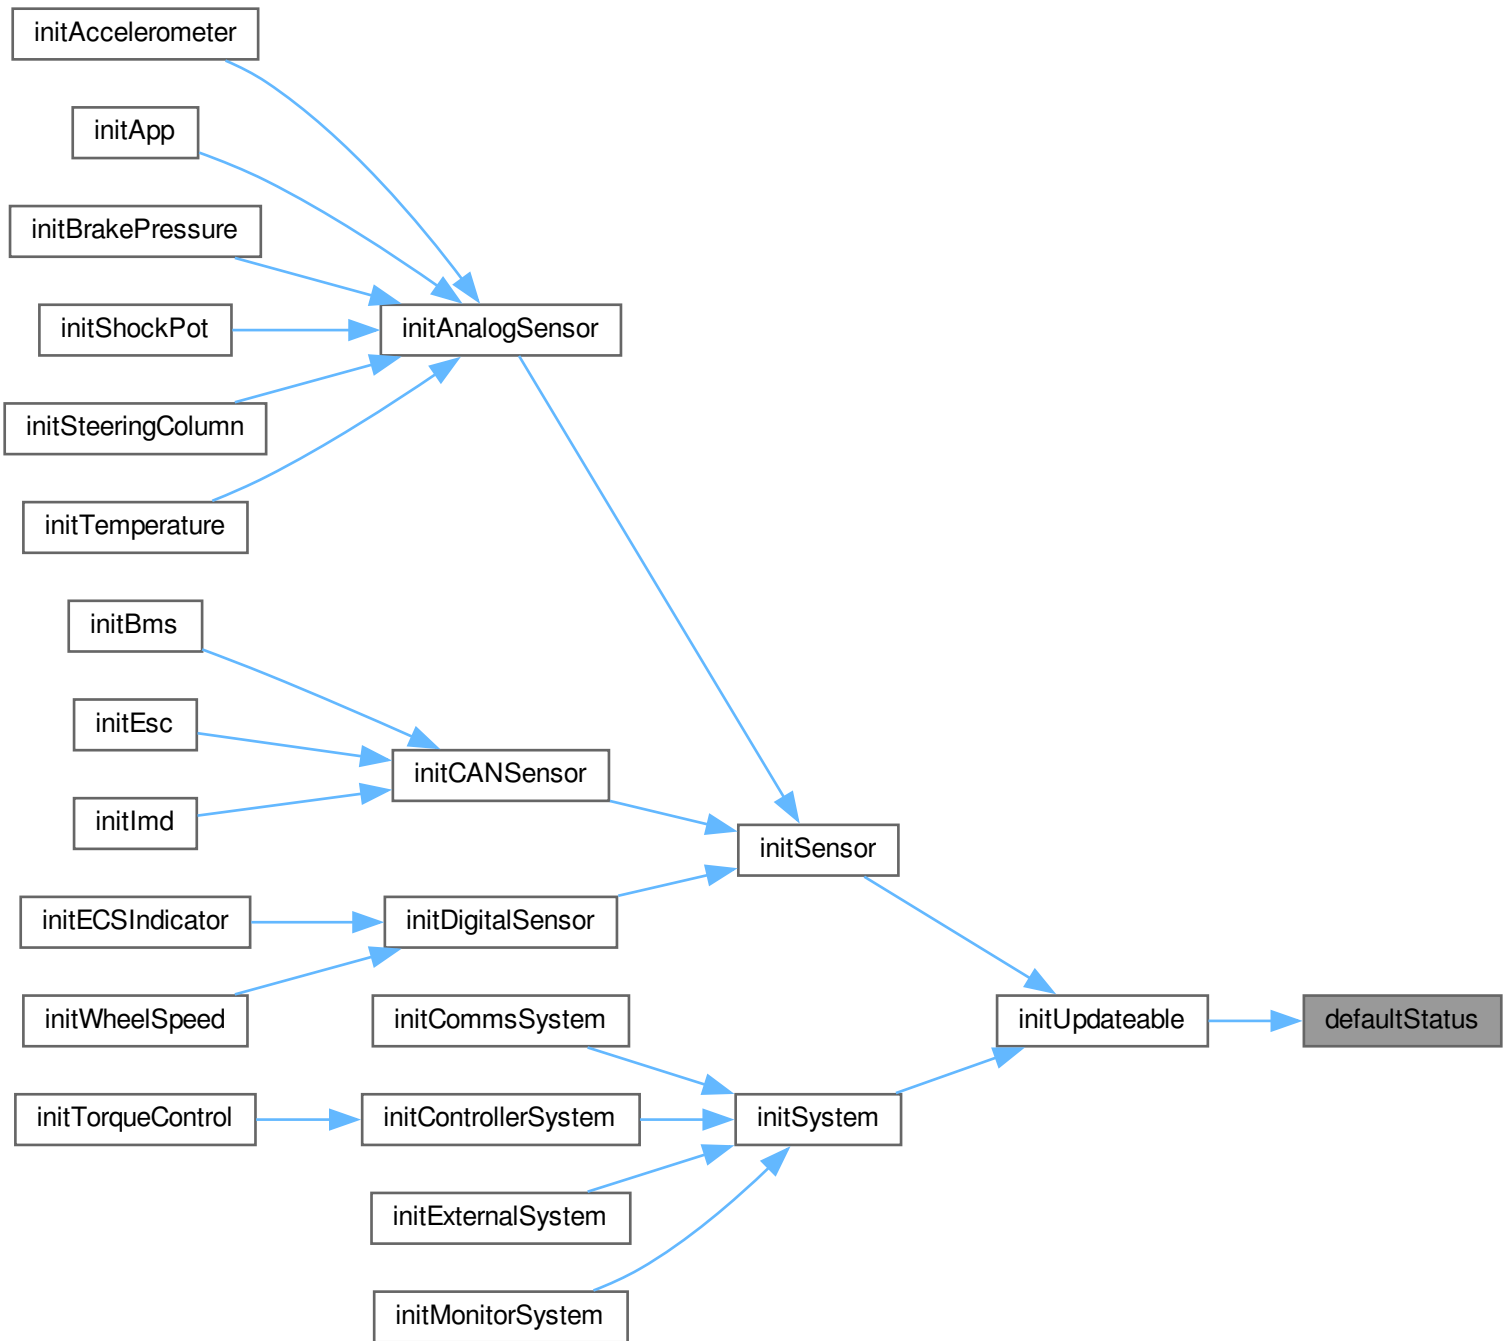 initAccelerometer
initApp
initBrakePressure
initShockPot
initAnalogSensor
initSteeringColumn
initTemperature
initBms
initEsc
initCANSensor
initImd
initSensor
initECSIndicator
initDigitalSensor
initWheelSpeed
initCommsSystem
initUpdateable
defaultStatus
initTorqueControl
initControllerSystem
initSystem
initExternalSystem
initMonitorSystem